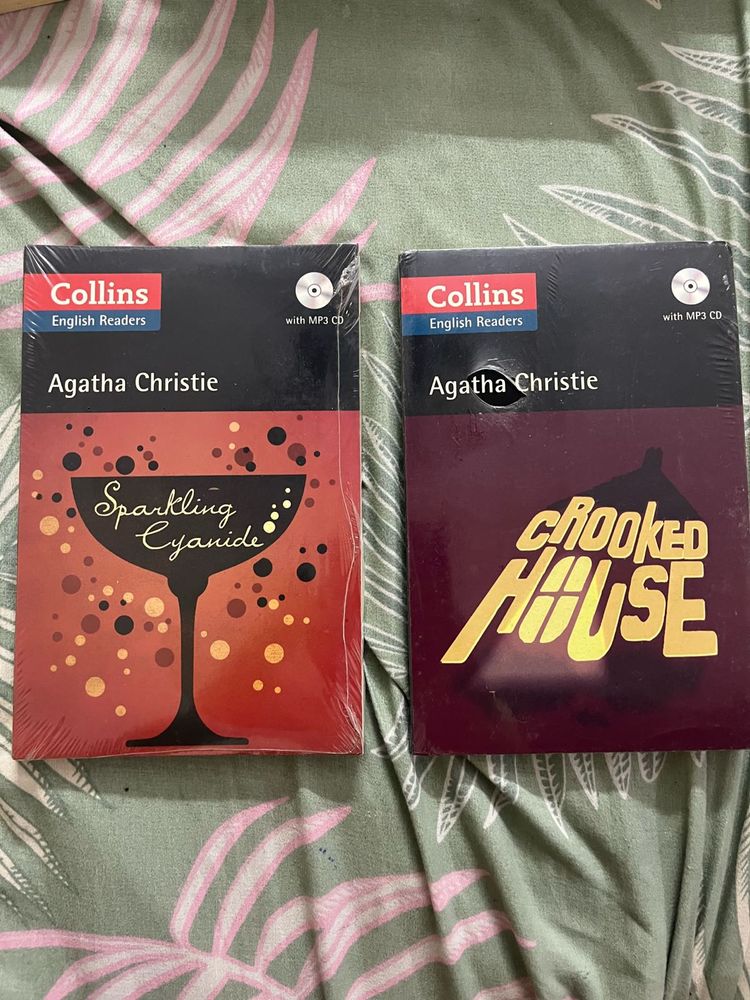 Collins
English Readers
with MP3 CD
Agatha Christie
Sparkling
Cyanide
Collins
English Readers
with MP3 CD
Agatha Christie
CROOKED
HOUSE